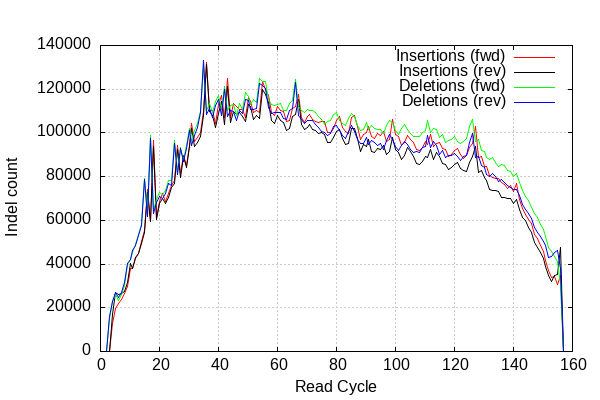 140000
120000
100000
80000
60000
40000
20000
0
Indel count
Insertions (fwd)
Insertions (rev)
Deletions (fwd)
Deletions (rev)
0 20 40 60 80 100 120 140 160
Read Cycle